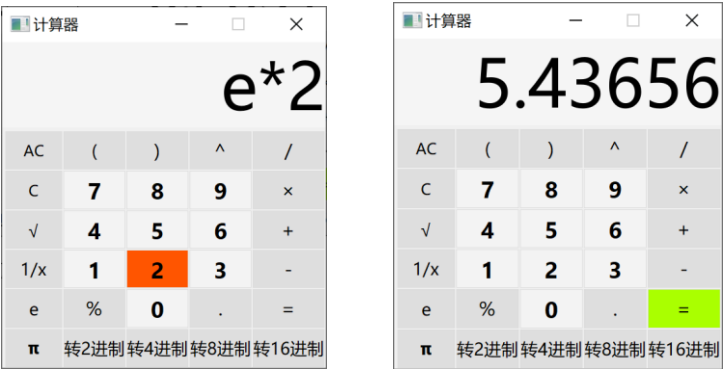 计算器
e*2
AC ( ) ^ /
C 7 8 9 ×
√ 4 5 6 +
1/x 1 2 3 -
e % 0 . =
π 转2进制 转4进制 转8进制 转16进制
计算器
5.43656
AC ( ) ^ /
C 7 8 9 ×
√ 4 5 6 +
1/x 1 2 3 -
e % 0 . =
π 转2进制 转4进制 转8进制 转16进制